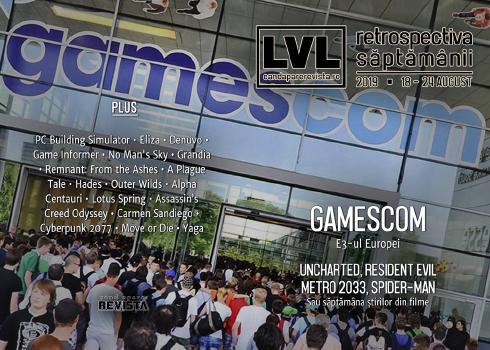 gamescom
LVL
candaparerevista.ro
retrospectiva
săptămânii
2019 • 18 - 24 AUGUST
PLUS
PC Building Simulator • Eliza • Denuvo •
Game Informer • No Man's Sky • Grandia
• Remnant: From the Ashes • A Plague
Tale • Hades • Outer Wilds • Alpha
Centauri • Lotus Spring • Assassin's
Creed Odyssey • Carmen Sandiego •
Cyberpunk 2077 • Move or Die • Yaga
GAMESCOM
E3-ul Europei
UNCHARTED, RESIDENT EVIL,
METRO 2033, SPIDER-MAN
Sau săptămâna știrilor din filme
REVISTA